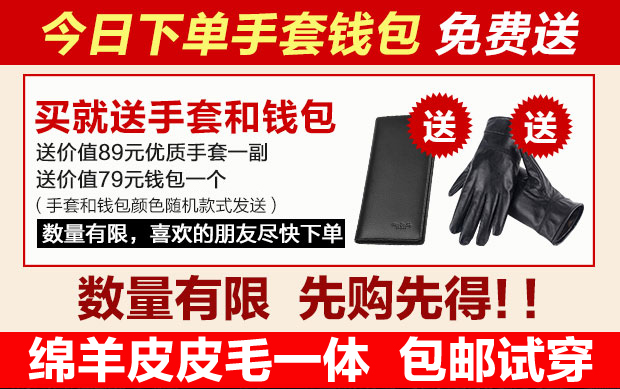 今日下单手套钱包 免费送
买就送手套和钱包
送价值89元优质手套一副
送价值79元钱包一个
(手套和钱包颜色随机款式发送)
数量有限，喜欢的朋友尽快下单
送
送
数量有限 先购先得!!
绵羊皮皮毛一体 包邮试穿